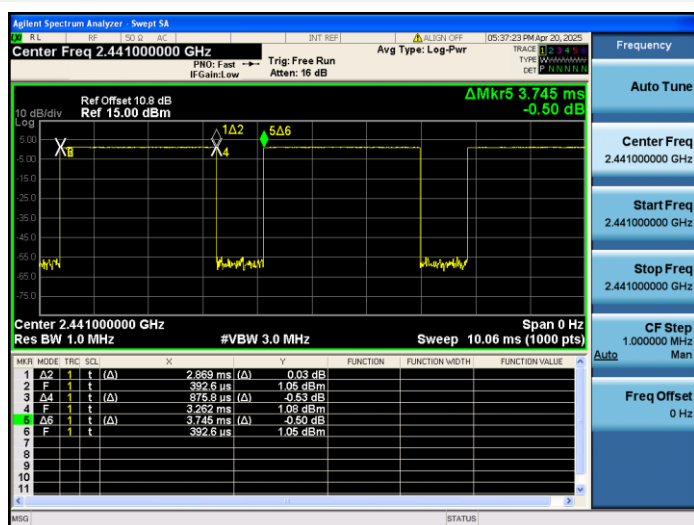 Agilent Spectrum Analyzer - Swept SA
RL RF 50 Ω AC INT REF ALIGN OFF 05:37:23 PM Apr 20, 2025
Center Freq 2.441000000 GHz
Avg Type: Log-Pwr
TRACE 1 2 3 4 5 6
TYPE W
DET P N N N N N
PNO: Fast
IFGain:Low
Trig: Free Run
Atten: 16 dB
ΔMkr5 3.745 ms
-0.50 dB
Ref Offset 10.8 dB
10 dB/div Ref 15.00 dBm
Log
1Δ2
5Δ6
4
5.00
-5.00
-15.0
-25.0
-35.0
-45.0
-55.0
-65.0
-75.0
Center 2.441000000 GHz Span 0 Hz
Res BW 1.0 MHz #VBW 3.0 MHz Sweep 10.06 ms (1000 pts)
MKR MODE TRC SCL X Y FUNCTION FUNCTION WIDTH FUNCTION VALUE
1 Δ2 1 t (Δ) 2.869 ms (Δ) 0.03 dB
2 F 1 t 392.6 µs 1.05 dBm
3 Δ4 1 t (Δ) 875.8 µs (Δ) -0.53 dB
4 F 1 t 3.262 ms 1.08 dBm
5 Δ6 1 t (Δ) 3.745 ms (Δ) -0.50 dB
6 F 1 t 392.6 µs 1.05 dBm
7
8
9
10
11
MSG STATUS
Frequency
Auto Tune
Center Freq
2.441000000 GHz
Start Freq
2.441000000 GHz
Stop Freq
2.441000000 GHz
CF Step
1.000000 MHz
Auto Man
Freq Offset
0 Hz